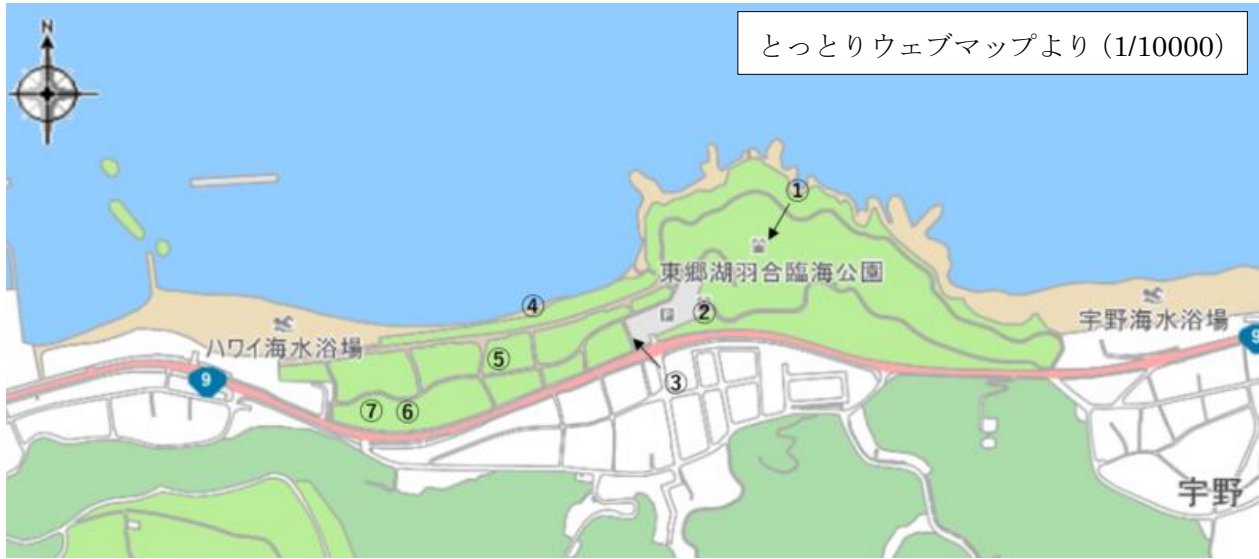 とっとりウェブマップより (1/10000)
N
①
東郷湖羽合臨海公園
④
P
②
ハワイ海水浴場
宇野海水浴場
9
9
⑤
③
⑦ ⑥
宇野